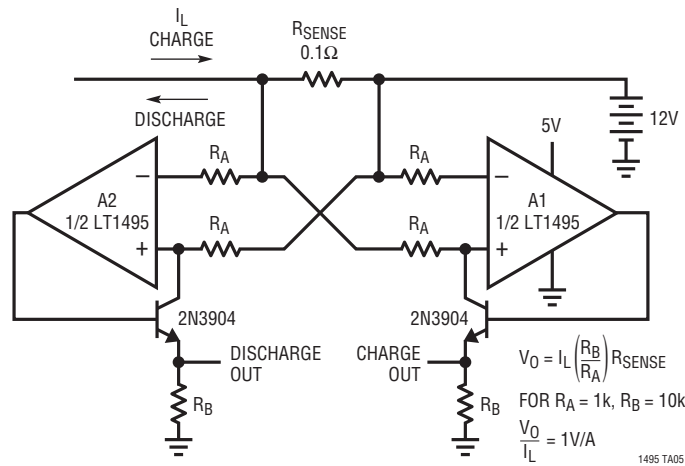 I_L
CHARGE
R_SENSE
0.1Ω
DISCHARGE
12V
5V
R_A
R_A
A2
1/2 LT1495
−
+
A1
1/2 LT1495
−
+
R_A
R_A
2N3904
2N3904
DISCHARGE
OUT
CHARGE
OUT
R_B
R_B
V_O = I_L (R_B/R_A) R_SENSE
FOR R_A = 1k, R_B = 10k
V_O/I_L = 1V/A
1495 TA05